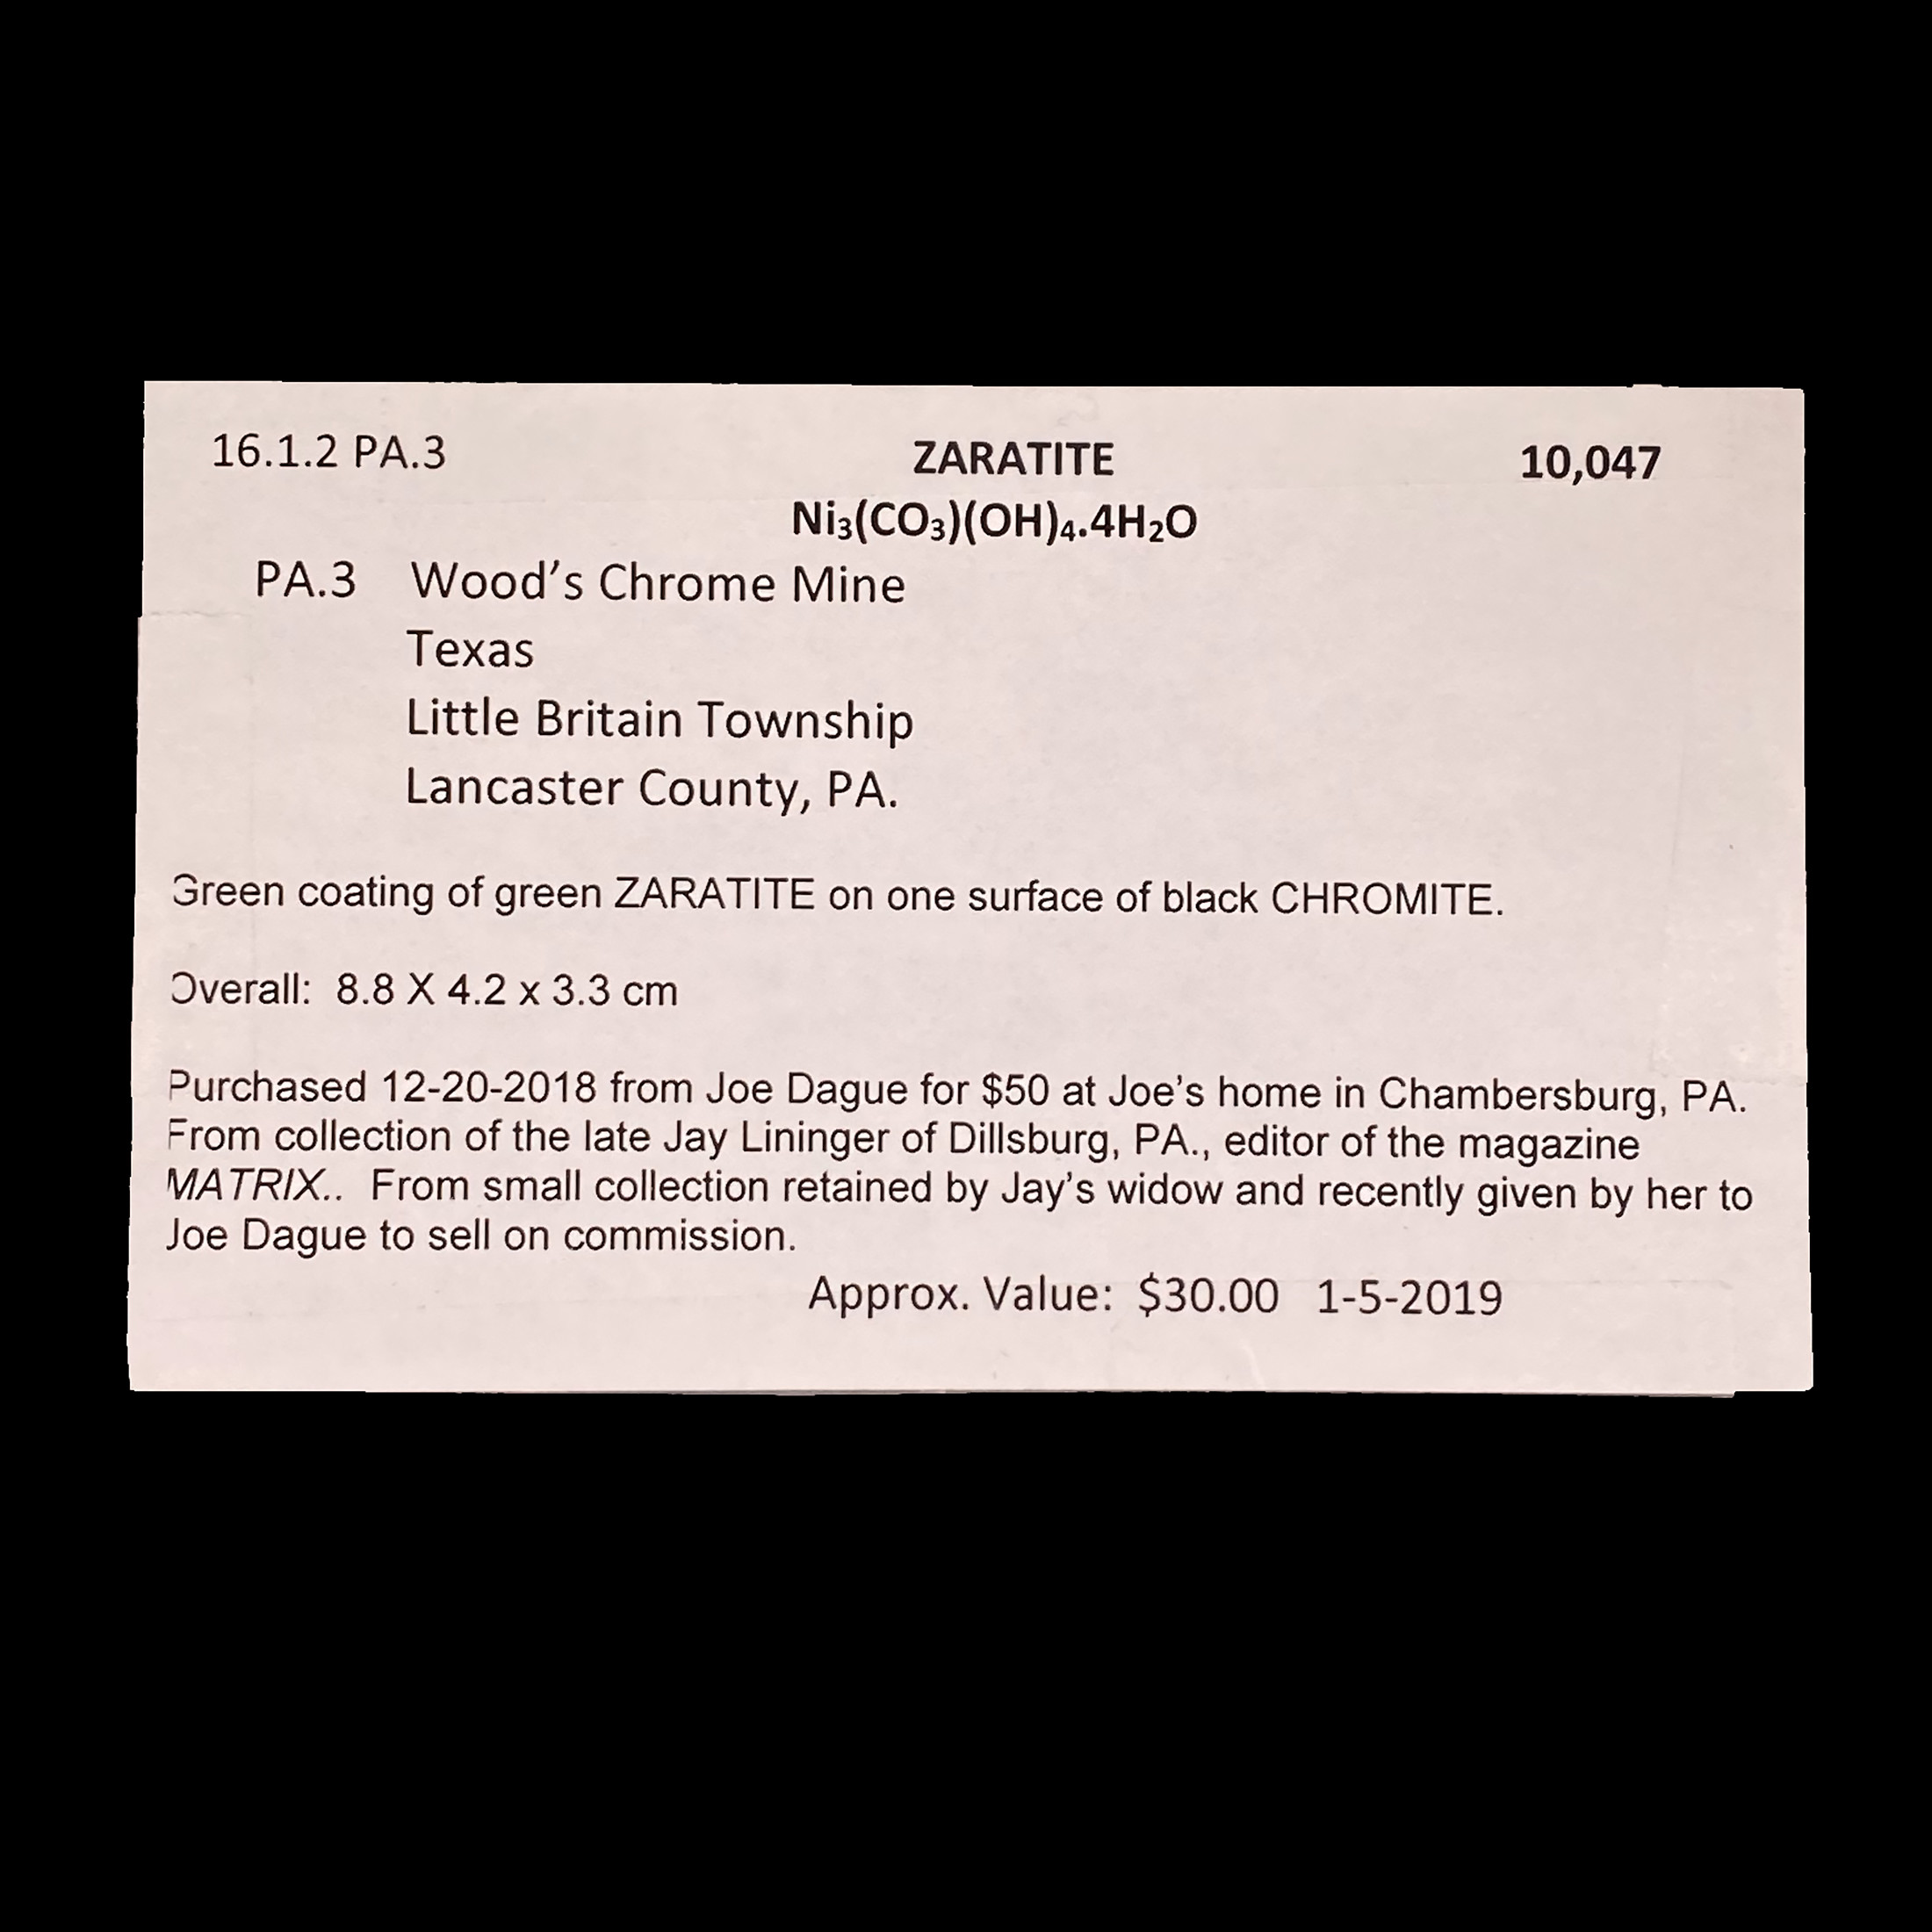 16.1.2 PA.3 ZARATITE 10,047
Ni₃(CO₃)(OH)₄.4H₂O
PA.3 Wood's Chrome Mine
Texas
Little Britain Township
Lancaster County, PA.
Green coating of green ZARATITE on one surface of black CHROMITE.
Overall: 8.8 X 4.2 x 3.3 cm
Purchased 12-20-2018 from Joe Dague for $50 at Joe's home in Chambersburg, PA.
From collection of the late Jay Lininger of Dillsburg, PA., editor of the magazine
MATRIX.. From small collection retained by Jay's widow and recently given by her to
Joe Dague to sell on commission.
Approx. Value: $30.00 1-5-2019